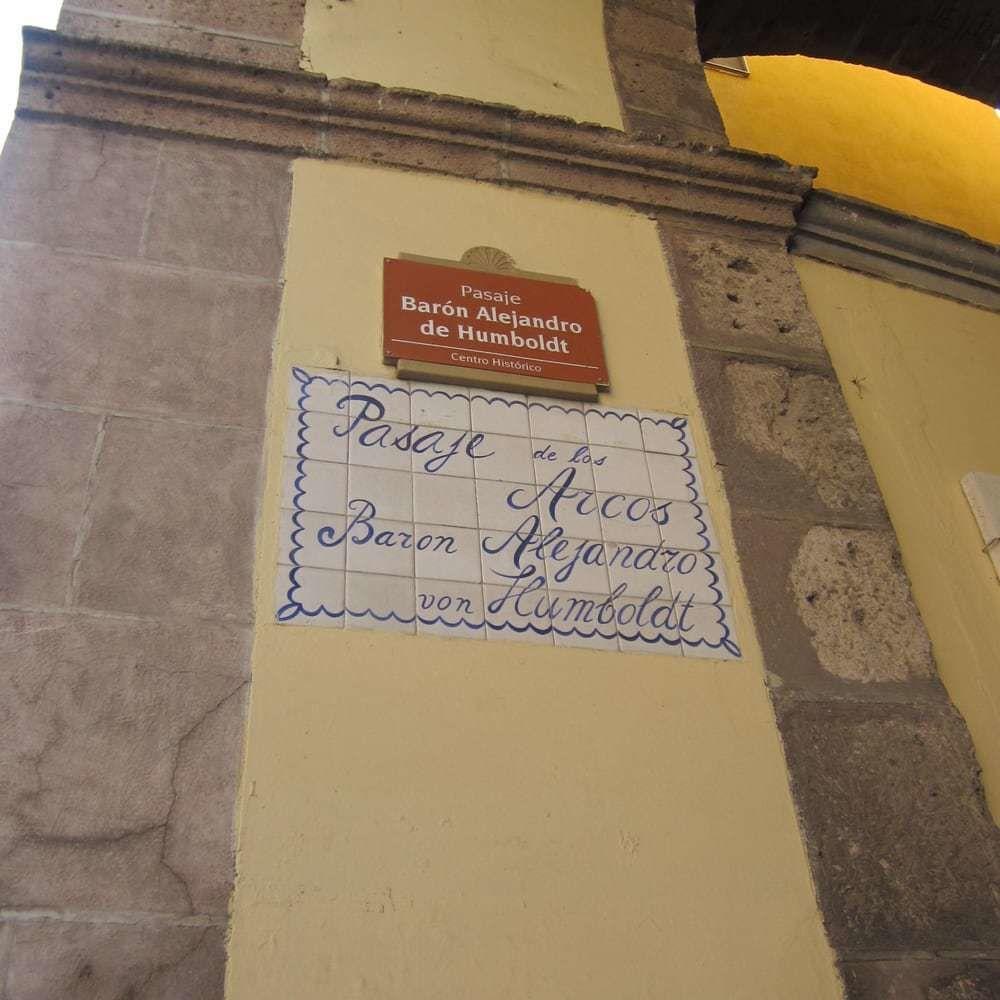 Pasaje
Barón Alejandro
de Humboldt
Centro Histórico
Pasaje de los
Arcos
Baron Alejandro
von Humboldt